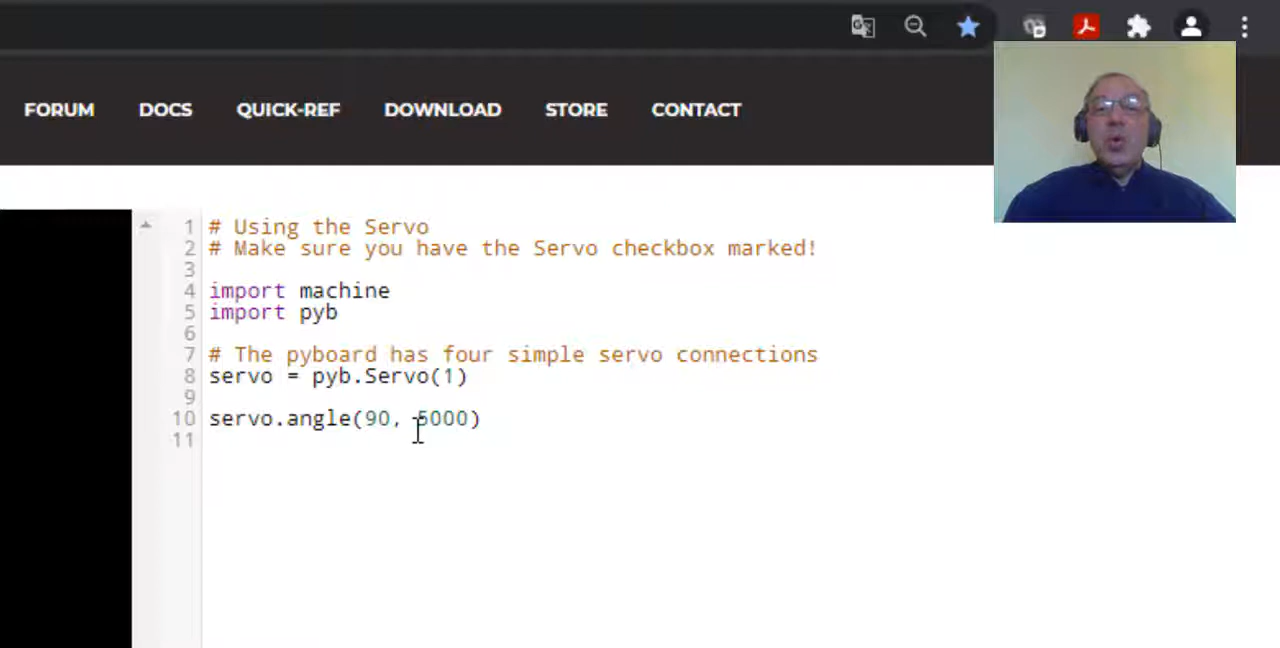 FORUM DOCS QUICK-REF DOWNLOAD STORE CONTACT
1 # Using the Servo
2 # Make sure you have the Servo checkbox marked!
3
4 import machine
5 import pyb
6
7 # The pyboard has four simple servo connections
8 servo = pyb.Servo(1)
9
10 servo.angle(90, 5000)
11